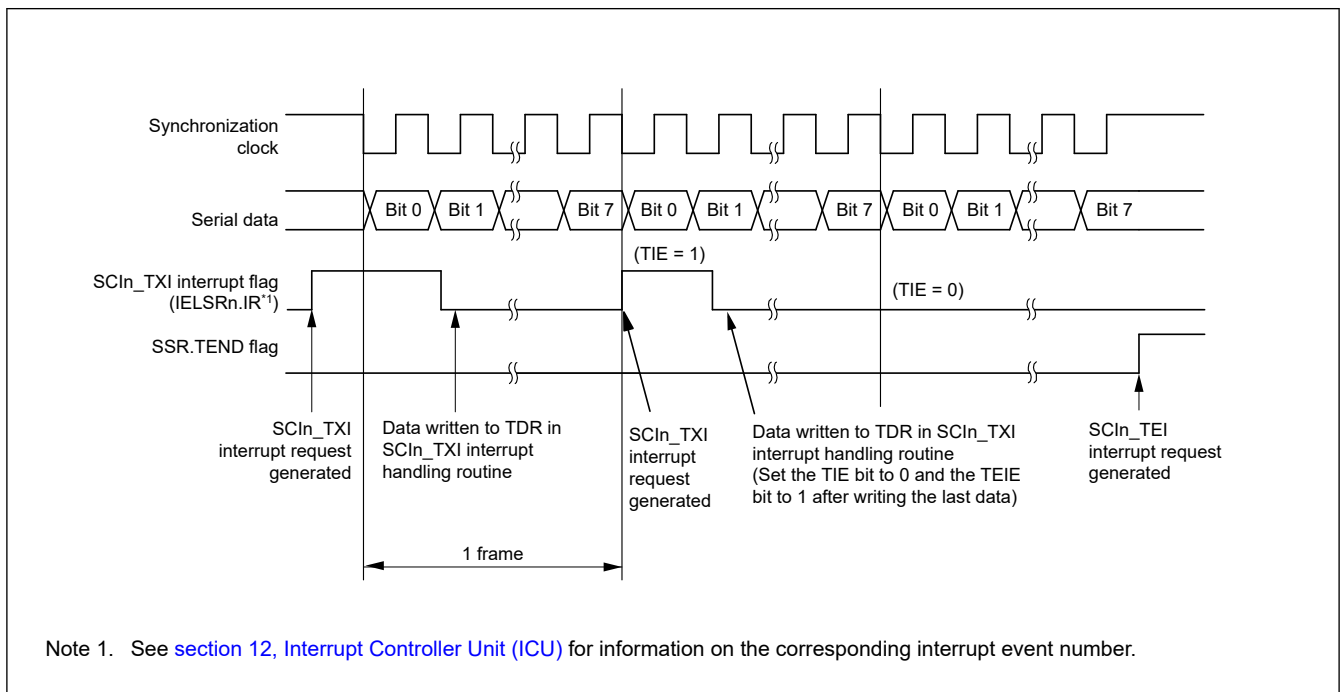 Synchronization
clock
Serial data
Bit 0 Bit 1 Bit 7 Bit 0 Bit 1 Bit 7 Bit 0 Bit 1 Bit 7
(TIE = 1)
SCIn_TXI interrupt flag
(IELSRn.IR*1)
(TIE = 0)
SSR.TEND flag
SCIn_TXI
interrupt request
generated
Data written to TDR in
SCIn_TXI interrupt
handling routine
SCIn_TXI
interrupt
request
generated
Data written to TDR in SCIn_TXI
interrupt handling routine
(Set the TIE bit to 0 and the TEIE
bit to 1 after writing the last data)
SCIn_TEI
interrupt request
generated
1 frame
Note 1. See section 12, Interrupt Controller Unit (ICU) for information on the corresponding interrupt event number.